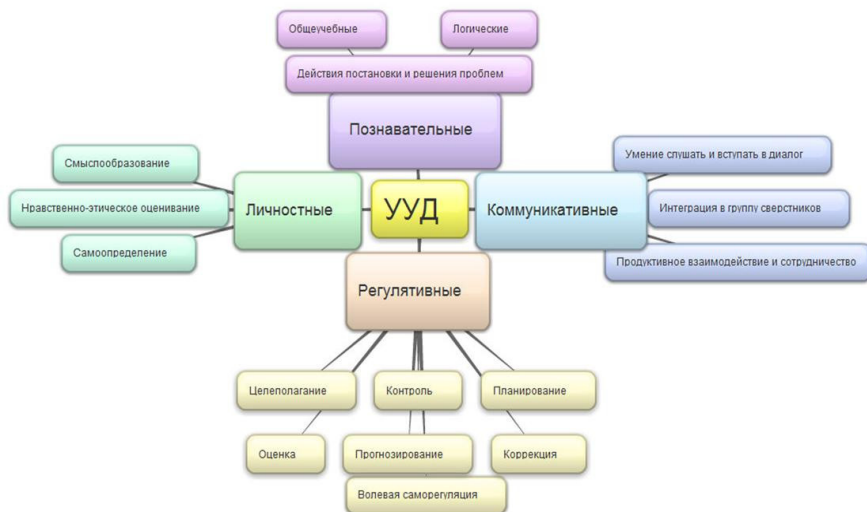 Общеучебные
Логические
Действия постановки и решения проблем
Познавательные
Смыслообразование
Нравственно-этическое оценивание
Самоопределение
Личностные
УУД
Коммуникативные
Умение слушать и вступать в диалог
Интеграция в группу сверстников
Продуктивное взаимодействие и сотрудничество
Регулятивные
Целеполагание
Контроль
Планирование
Оценка
Прогнозирование
Коррекция
Волевая саморегуляция